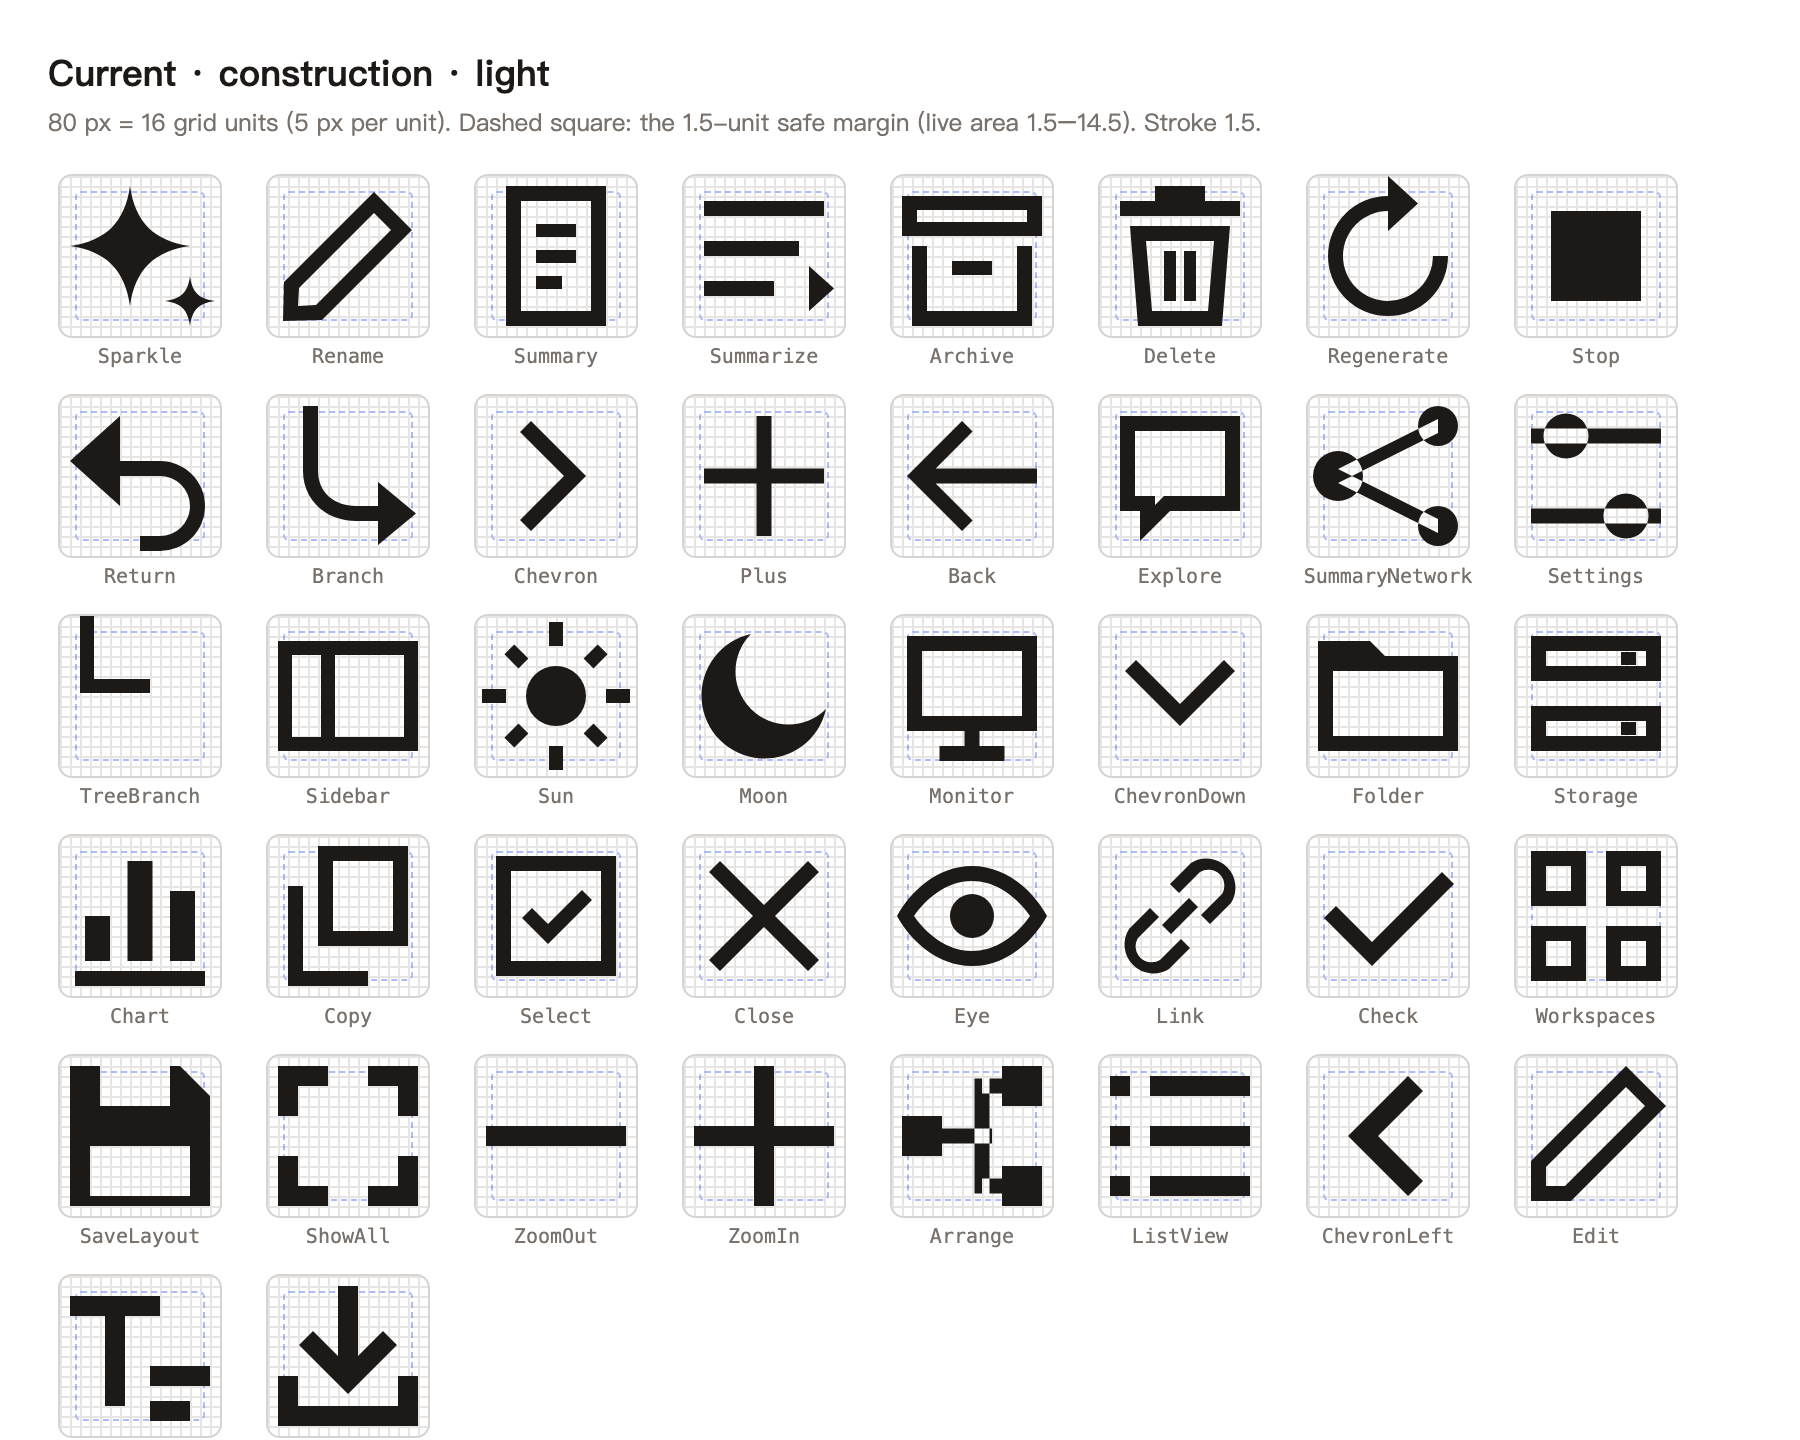 Current · construction · light
80 px = 16 grid units (5 px per unit). Dashed square: the 1.5-unit safe margin (live area 1.5—14.5). Stroke 1.5.
Sparkle Rename Summary Summarize Archive Delete Regenerate Stop
Return Branch Chevron Plus Back Explore SummaryNetwork Settings
TreeBranch Sidebar Sun Moon Monitor ChevronDown Folder Storage
Chart Copy Select Close Eye Link Check Workspaces
SaveLayout ShowAll ZoomOut ZoomIn Arrange ListView ChevronLeft Edit